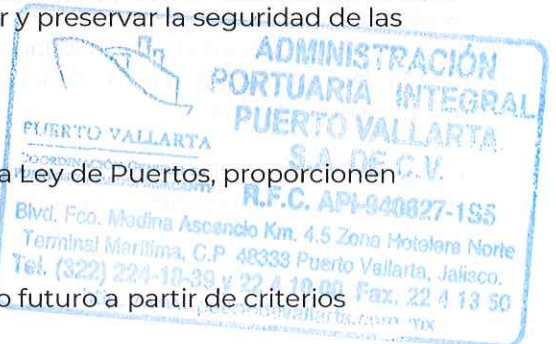 r y preservar la seguridad de las
ADMINISTRACIÓN
PORTUARIA INTEGRAL
PUERTO VALLARTA
PUERTO VALLARTA
S.A. DE C.V.
a Ley de Puertos, proporcionen
R.F.C. API-940627-1S5
Blvd. Fco. Medina Ascencio Km. 4.5 Zona Hotelera Norte
Terminal Marítima, C.P 48333 Puerto Vallarta, Jalisco.
Tel. (322) 224-18-39 y 22 4 10 00 Fax. 22 4 13 50
o futuro a partir de criterios